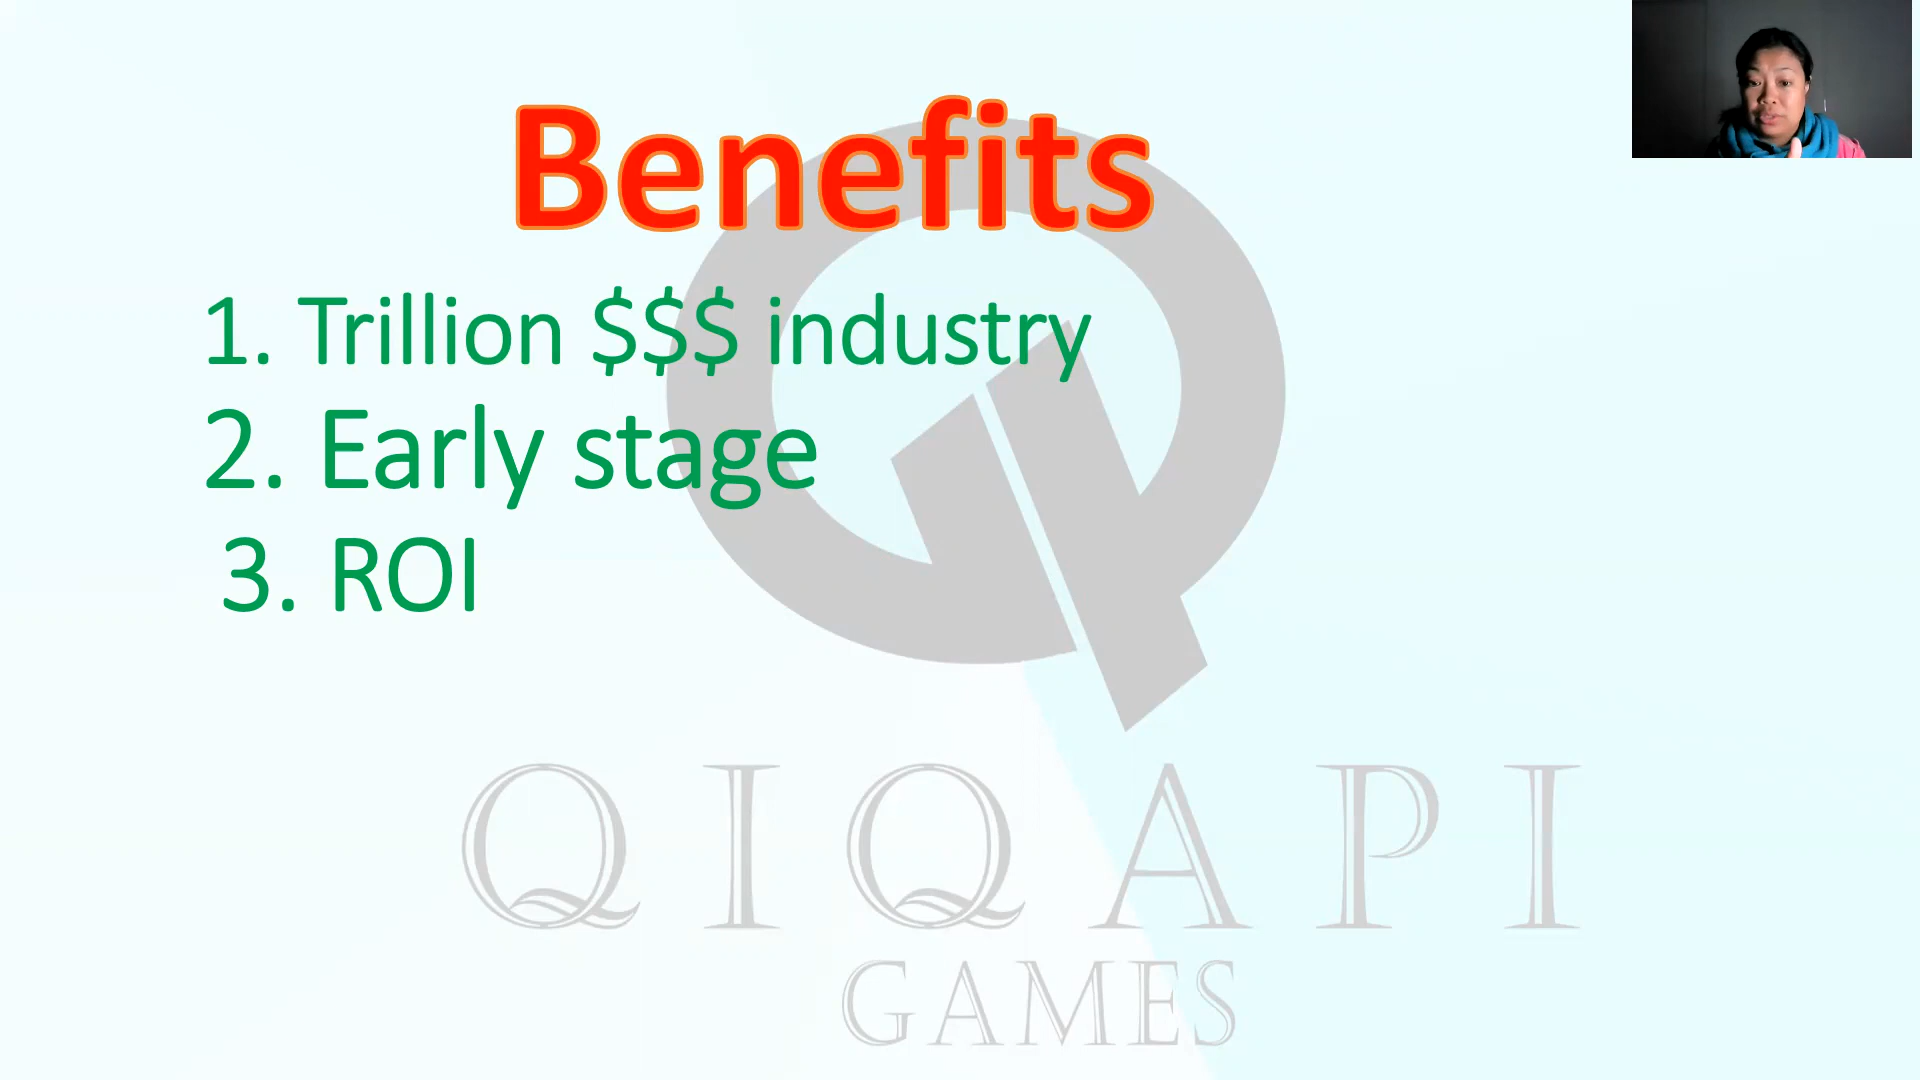 Benefits
1. Trillion $$$ industry
2. Early stage
3. ROI
QIQAPI
GAMES